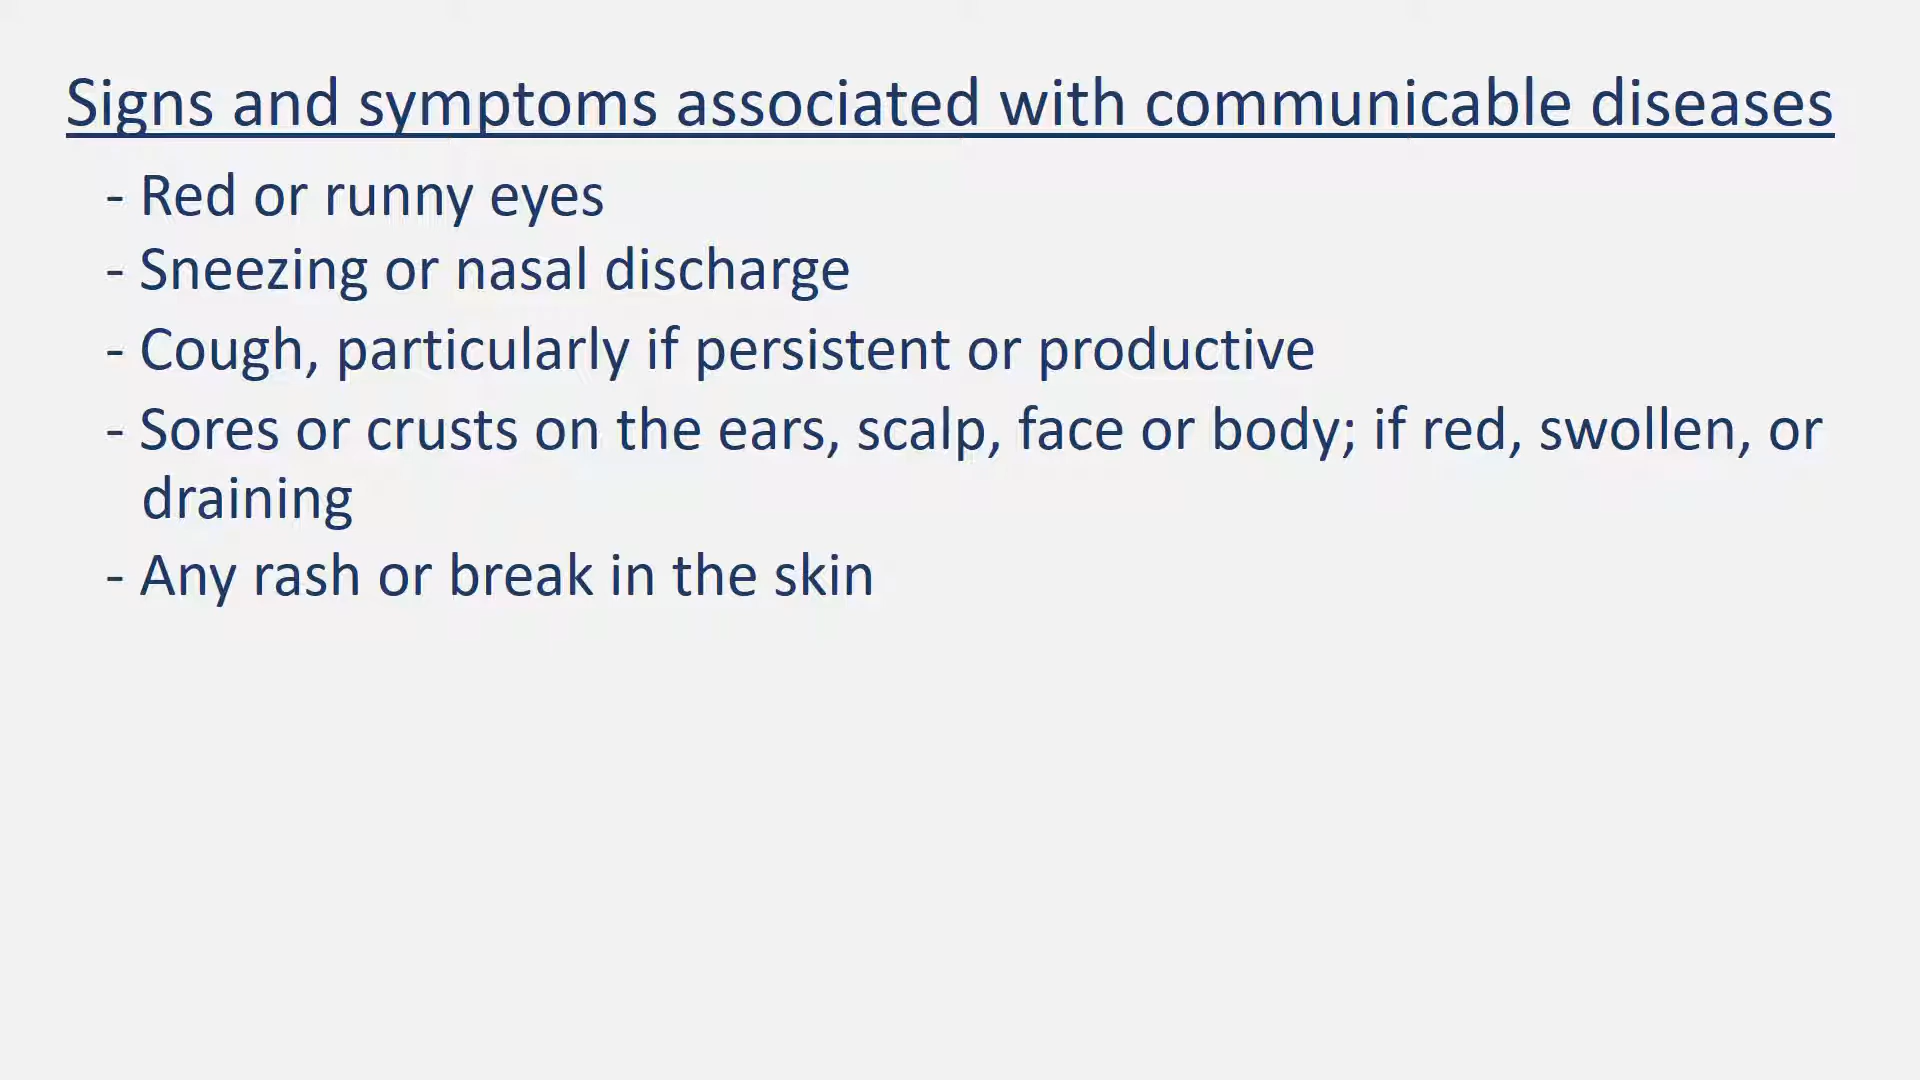 Signs and symptoms associated with communicable diseases
- Red or runny eyes
- Sneezing or nasal discharge
- Cough, particularly if persistent or productive
- Sores or crusts on the ears, scalp, face or body; if red, swollen, or
draining
- Any rash or break in the skin